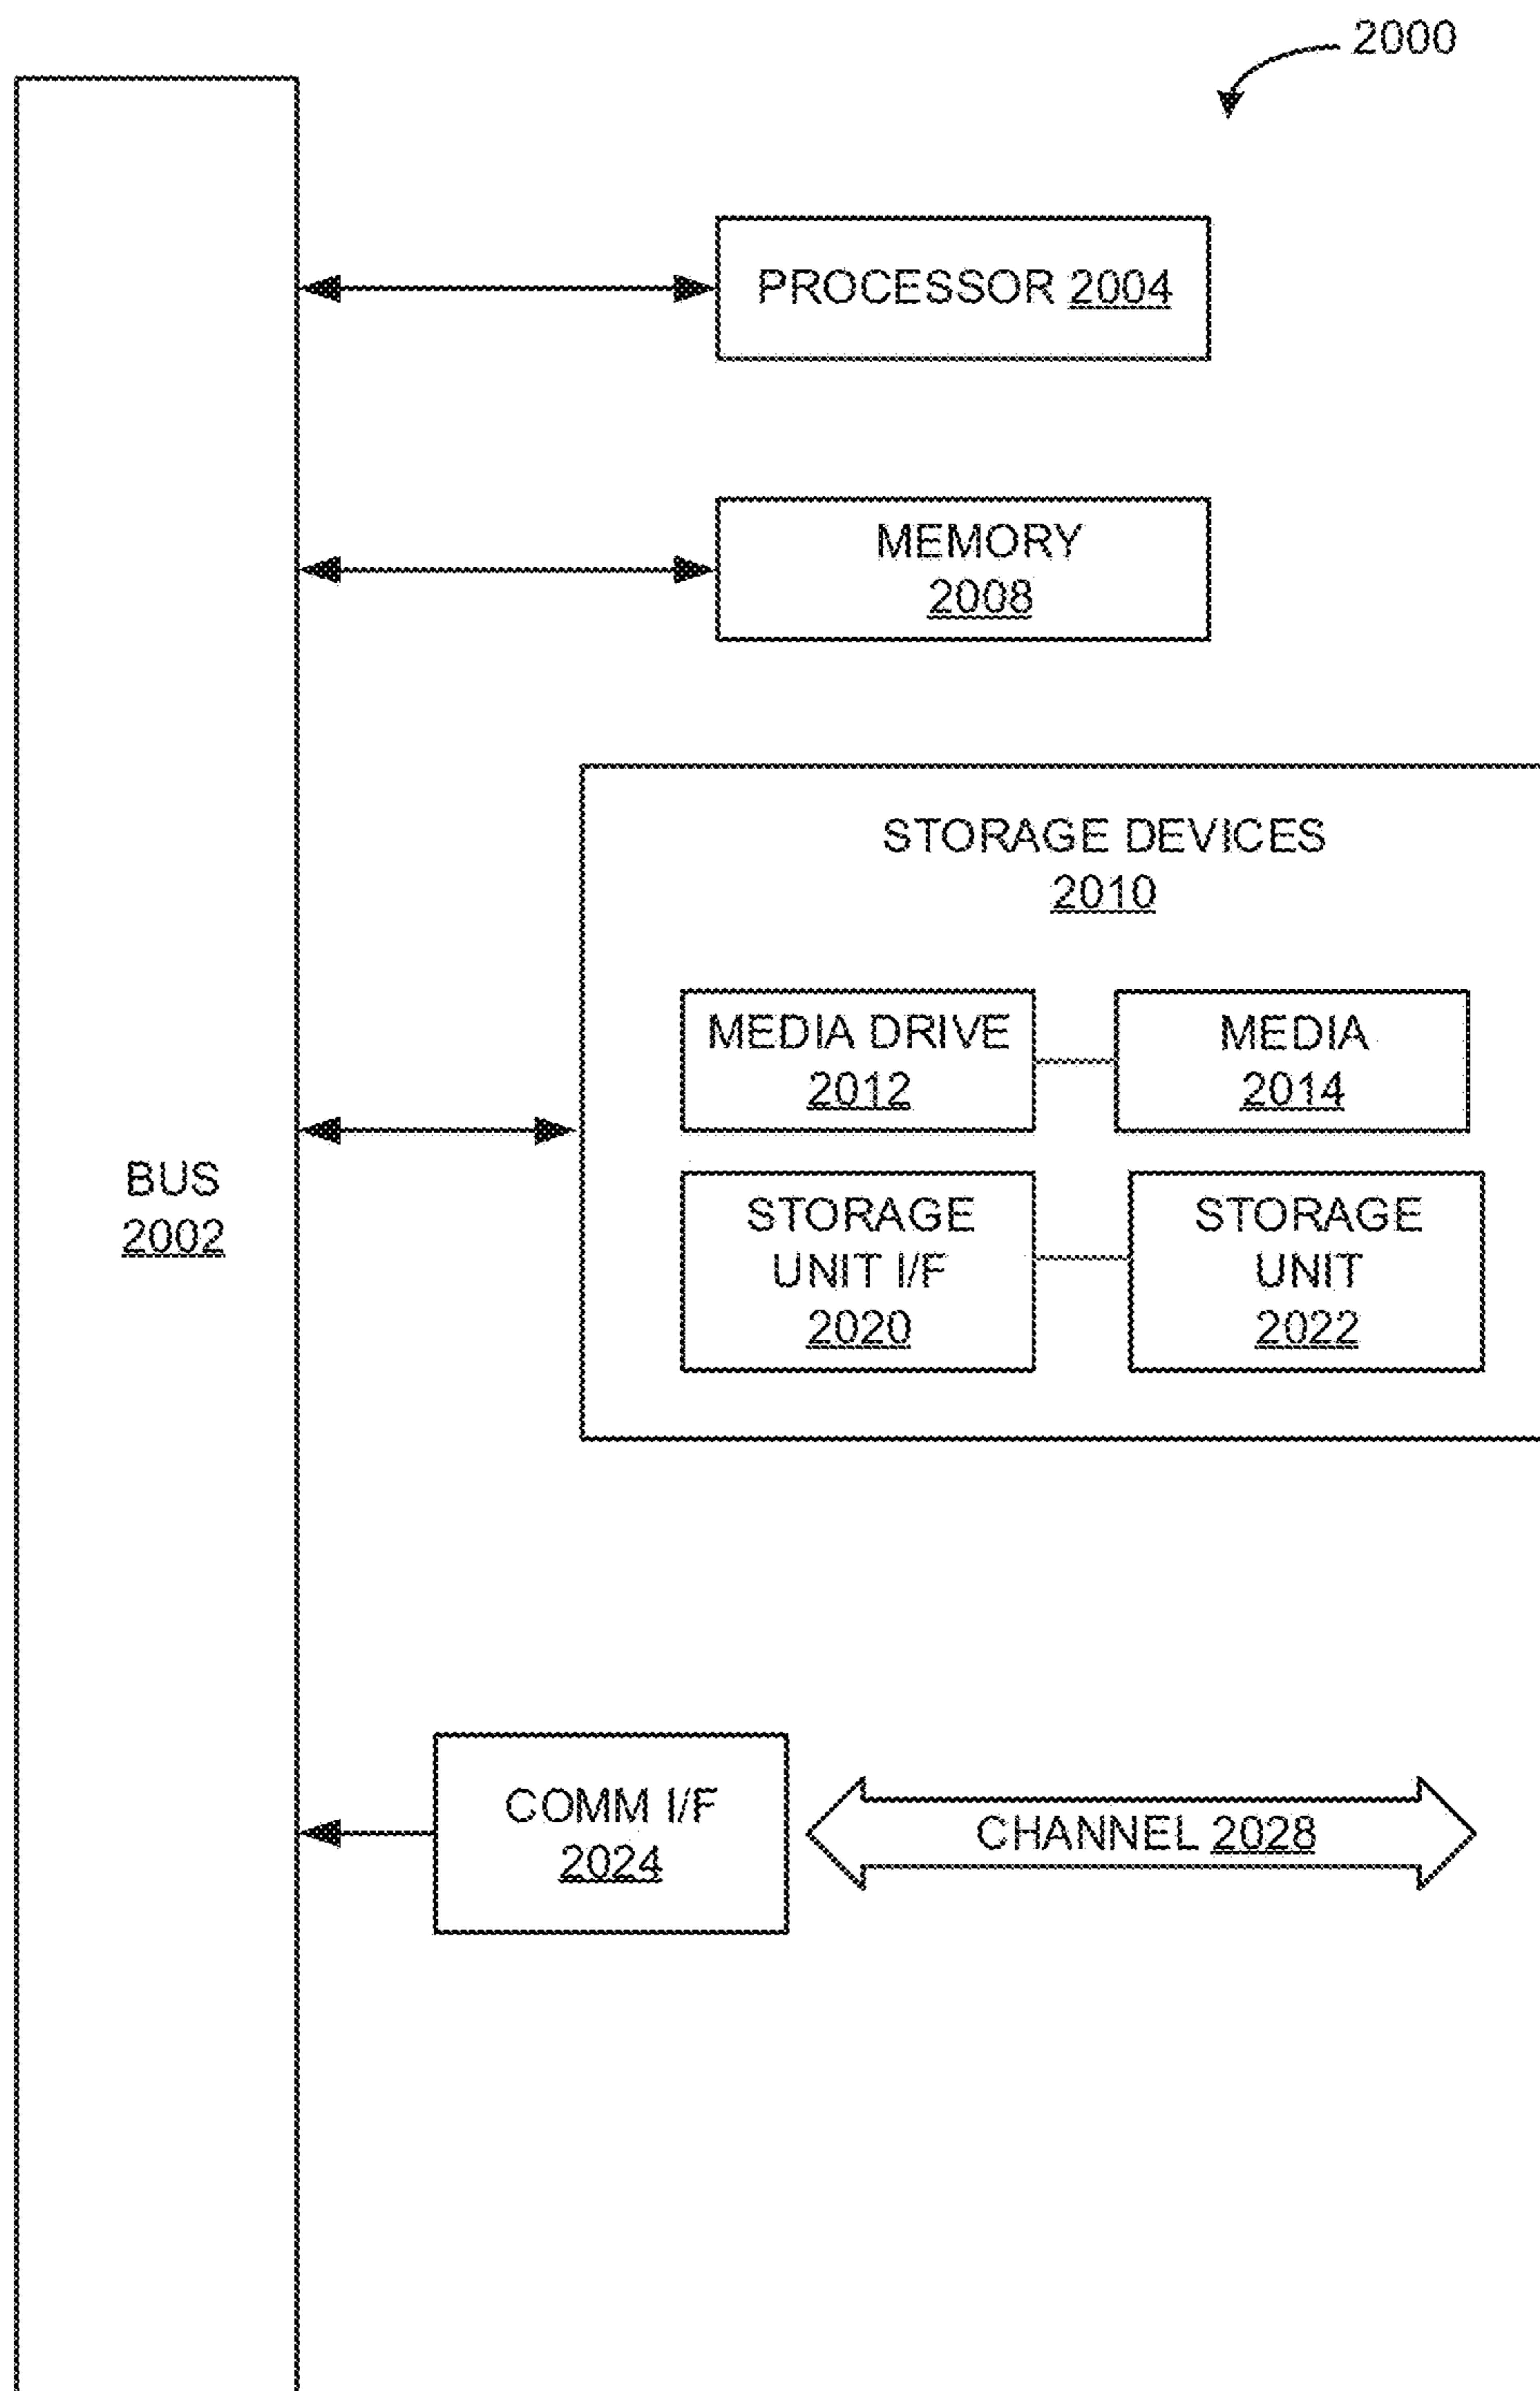 2000
PROCESSOR 2004
MEMORY
2008
STORAGE DEVICES
2010
MEDIA DRIVE
2012
MEDIA
2014
BUS
2002
STORAGE
UNIT I/F
2020
STORAGE
UNIT
2022
COMM I/F
2024
CHANNEL 2028